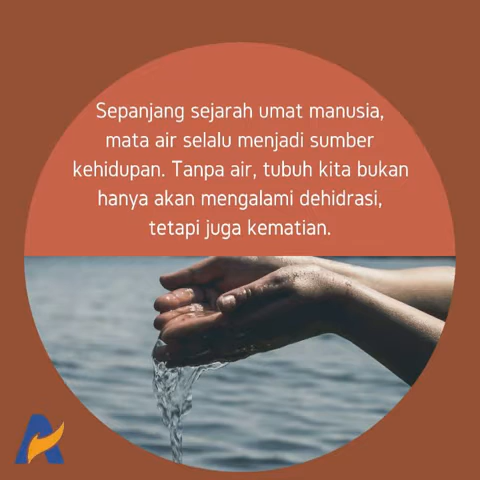 Sepanjang sejarah umat manusia,
mata air selalu menjadi sumber
kehidupan. Tanpa air, tubuh kita bukan
hanya akan mengalami dehidrasi,
tetapi juga kematian.